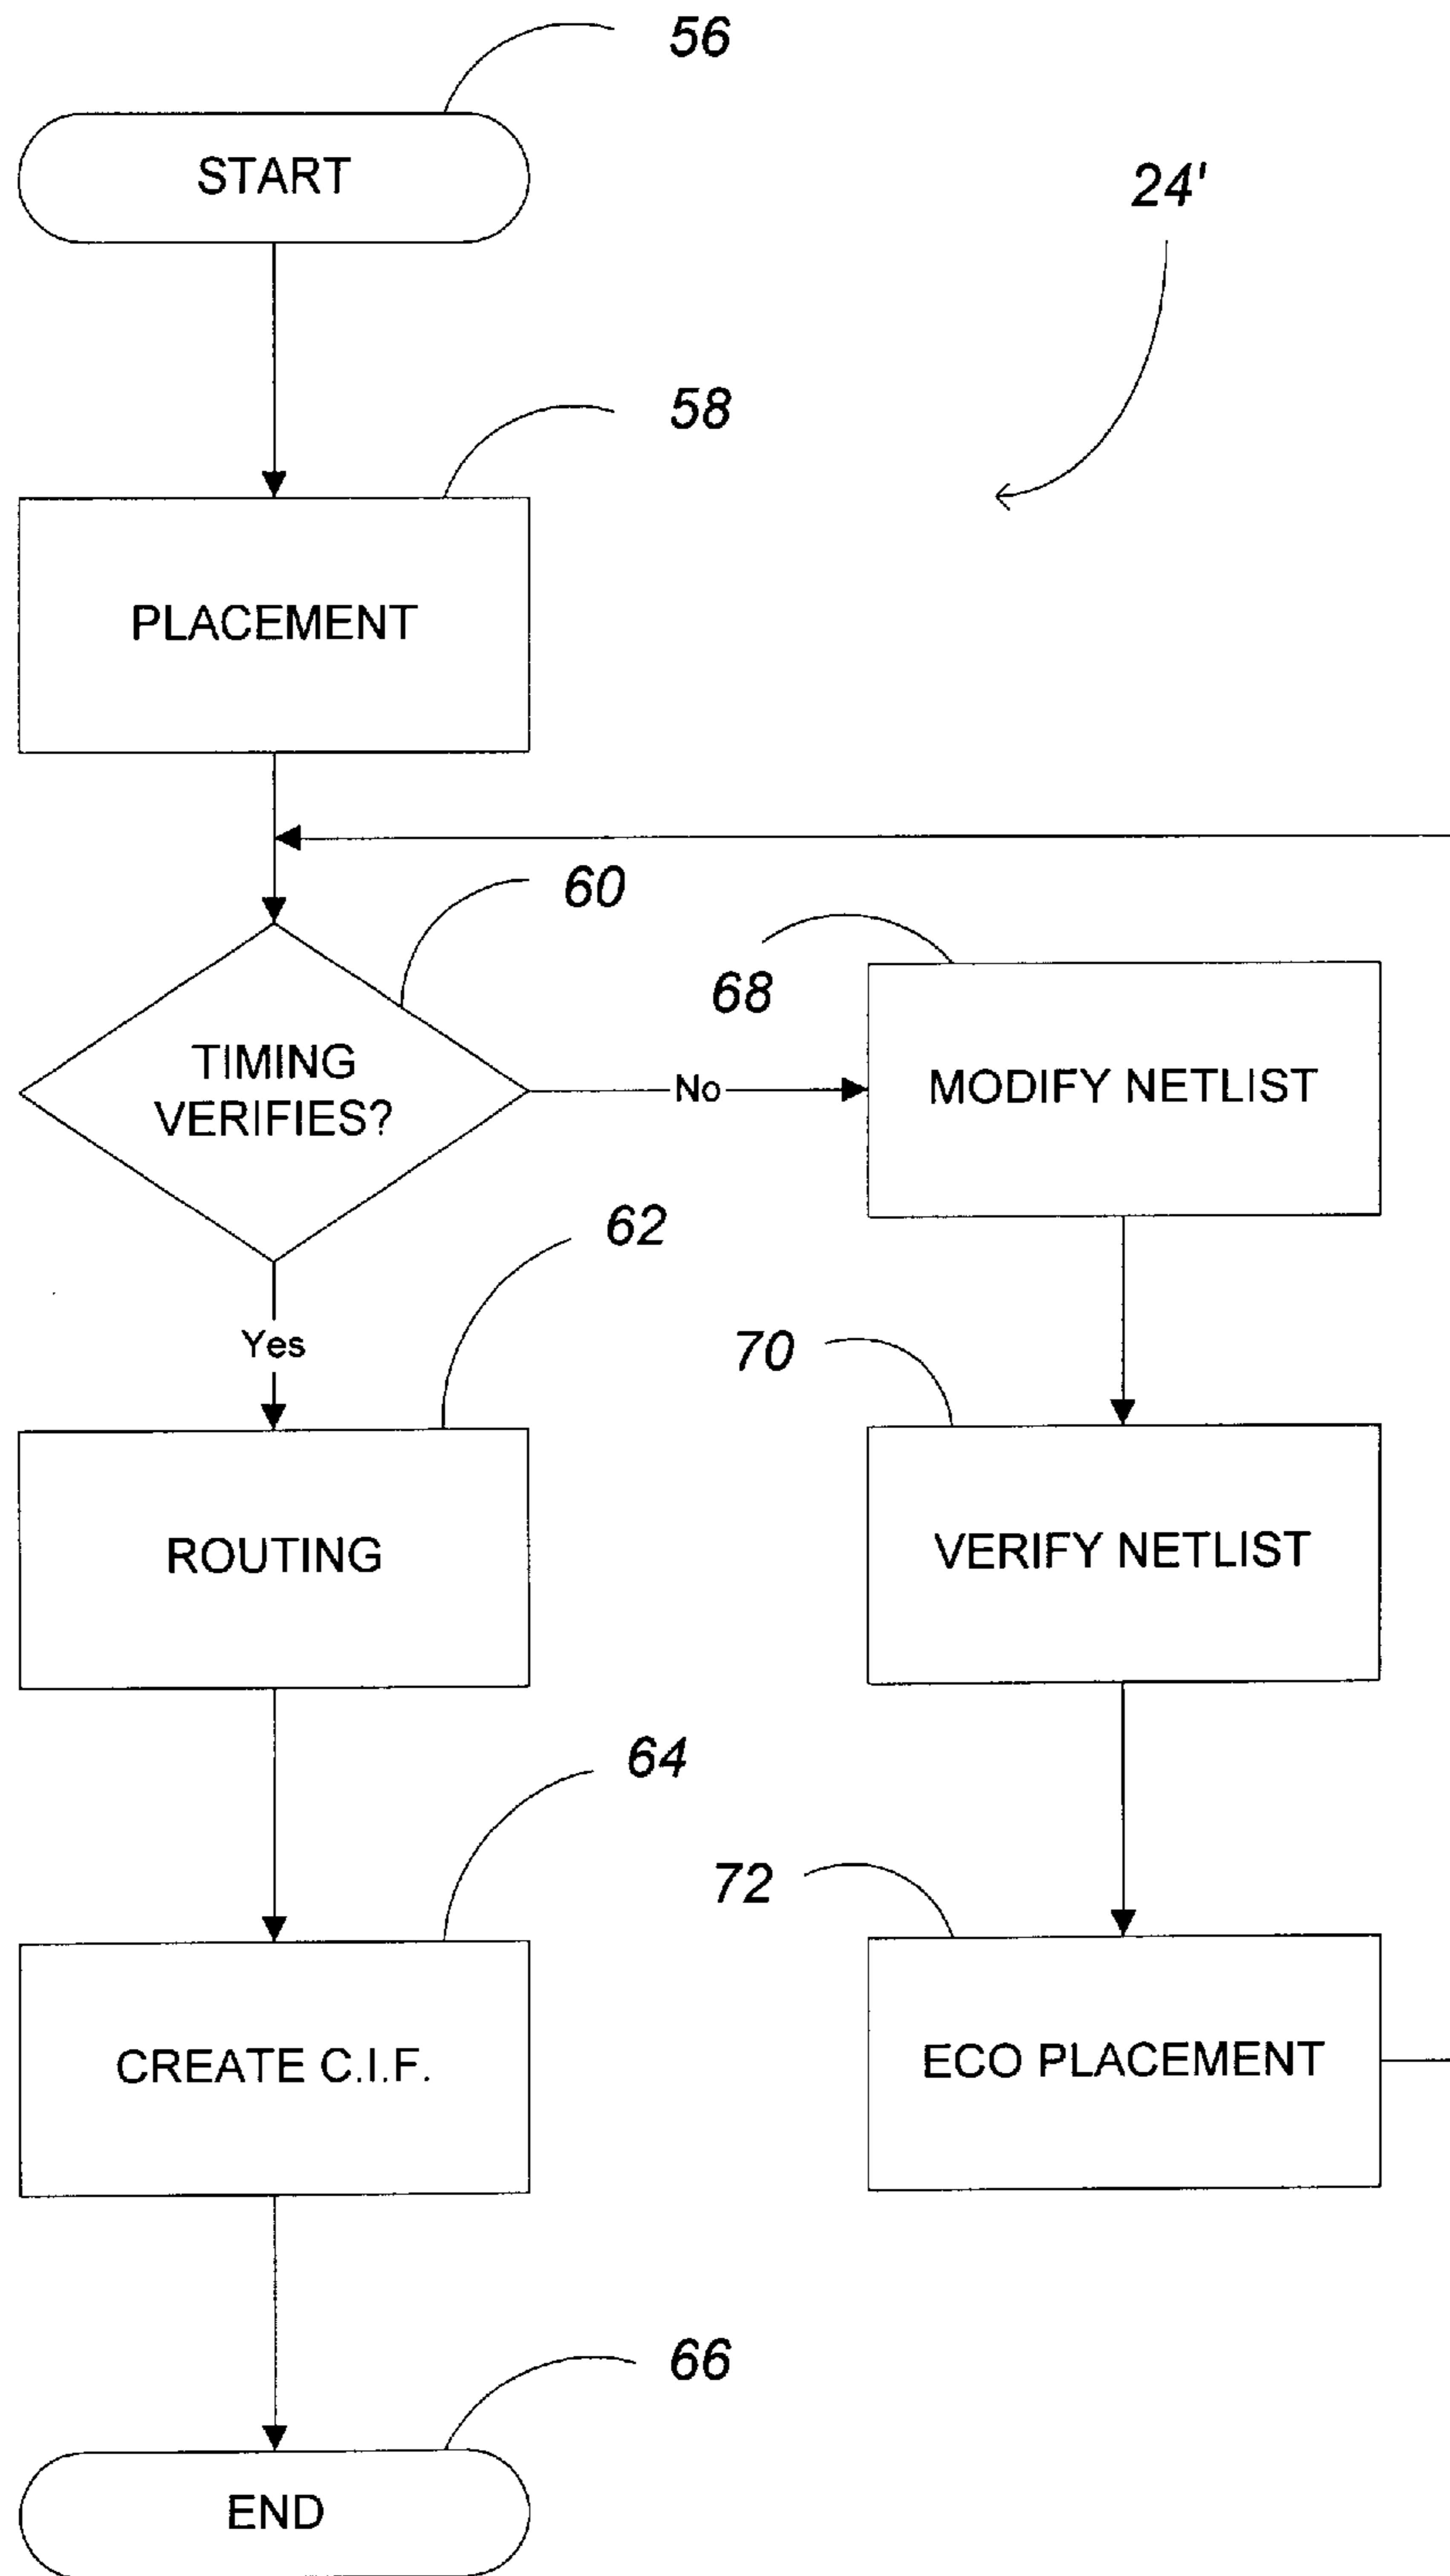 56
START
24'
58
PLACEMENT
60
68
TIMING
VERIFIES?
No
MODIFY NETLIST
62
Yes
70
ROUTING
VERIFY NETLIST
64
72
CREATE C.I.F.
ECO PLACEMENT
66
END